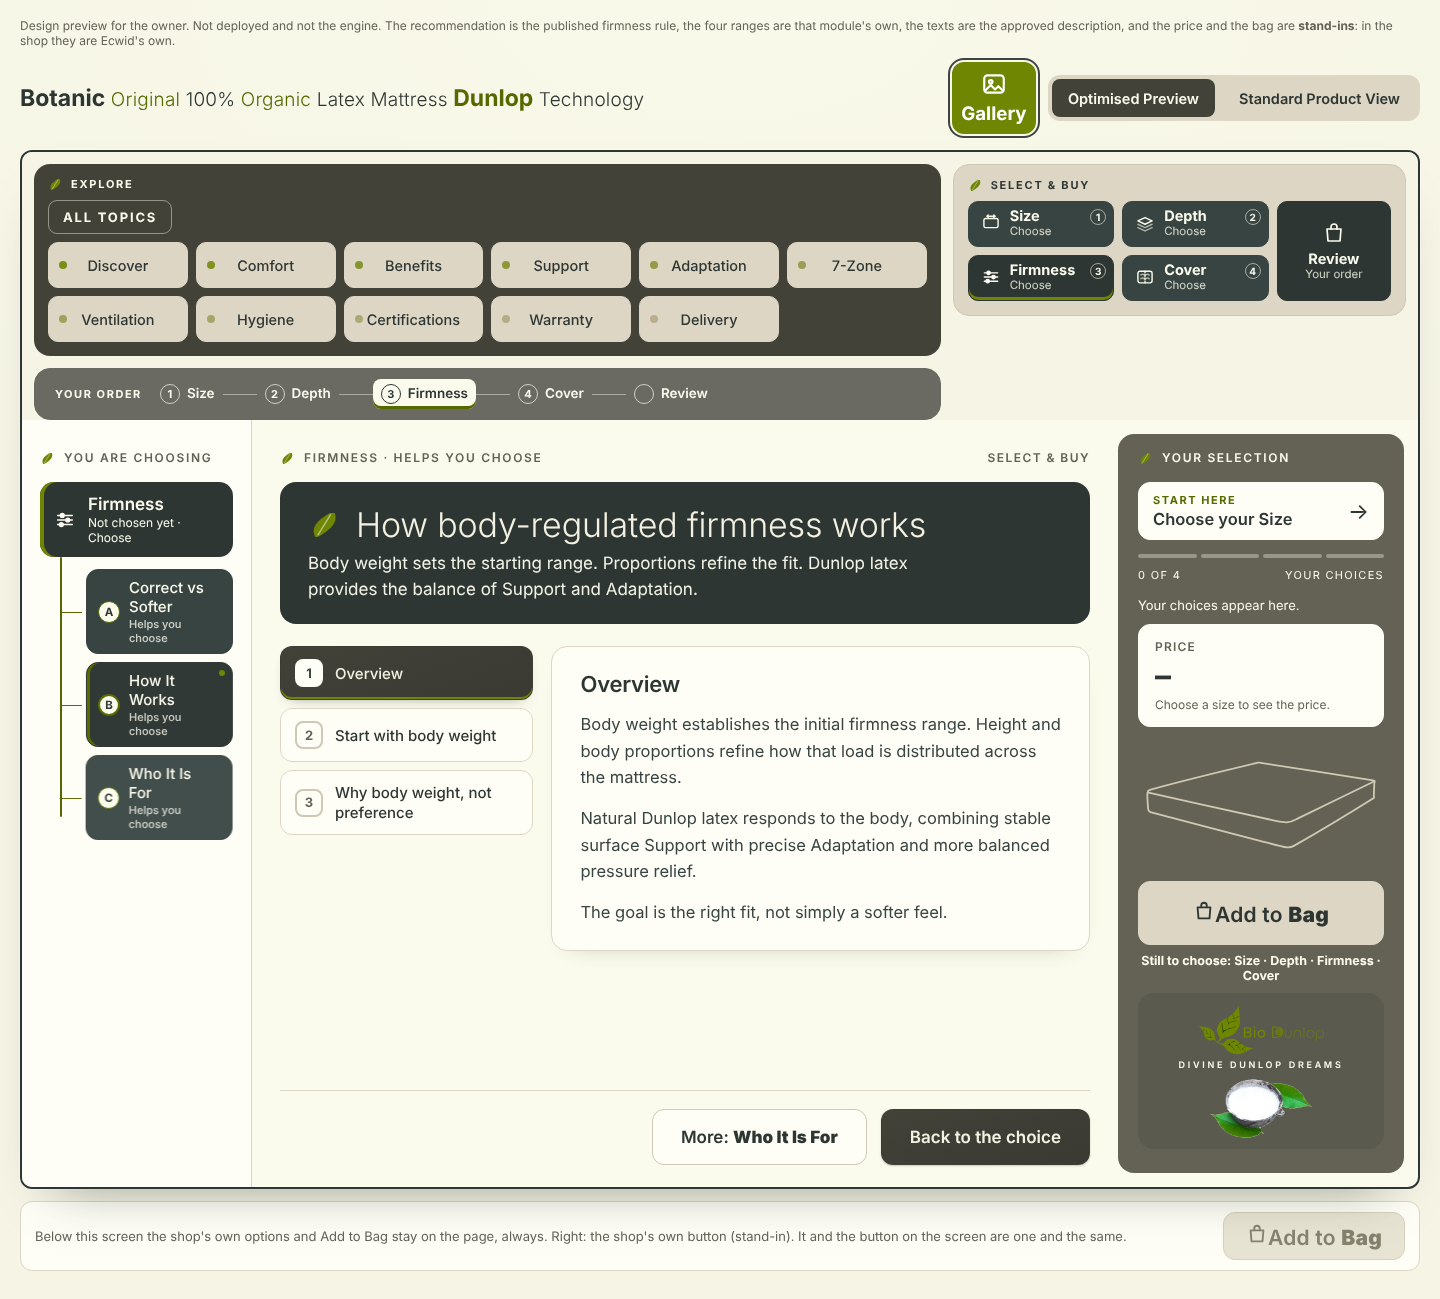 Design preview for the owner. Not deployed and not the engine. The recommendation is the published firmness rule, the four ranges are that module's own, the texts are the approved description, and the price and the bag are stand-ins: in the
shop they are Ecwid's own.
Botanic Original 100% Organic Latex Mattress Dunlop Technology
Gallery
Optimised Preview
Standard Product View
EXPLORE
ALL TOPICS
Discover
Comfort
Benefits
Support
Adaptation
7-Zone
Ventilation
Hygiene
Certifications
Warranty
Delivery
SELECT & BUY
Size
Choose
1
Depth
Choose
2
Firmness
Choose
3
Cover
Choose
4
Review
Your order
YOUR ORDER
1 Size
2 Depth
3 Firmness
4 Cover
Review
YOU ARE CHOOSING
Firmness
Not chosen yet ·
Choose
A
Correct vs
Softer
Helps you
choose
B
How It
Works
Helps you
choose
C
Who It Is
For
Helps you
choose
FIRMNESS · HELPS YOU CHOOSE
SELECT & BUY
How body-regulated firmness works
Body weight sets the starting range. Proportions refine the fit. Dunlop latex
provides the balance of Support and Adaptation.
1 Overview
2 Start with body weight
3 Why body weight, not
preference
Overview
Body weight establishes the initial firmness range. Height and
body proportions refine how that load is distributed across
the mattress.
Natural Dunlop latex responds to the body, combining stable
surface Support with precise Adaptation and more balanced
pressure relief.
The goal is the right fit, not simply a softer feel.
More: Who It Is For
Back to the choice
YOUR SELECTION
START HERE
Choose your Size
0 OF 4
YOUR CHOICES
Your choices appear here.
PRICE
–
Choose a size to see the price.
Add to Bag
Still to choose: Size · Depth · Firmness ·
Cover
Bio Dunlop
DIVINE DUNLOP DREAMS
Below this screen the shop's own options and Add to Bag stay on the page, always. Right: the shop's own button (stand-in). It and the button on the screen are one and the same.
Add to Bag